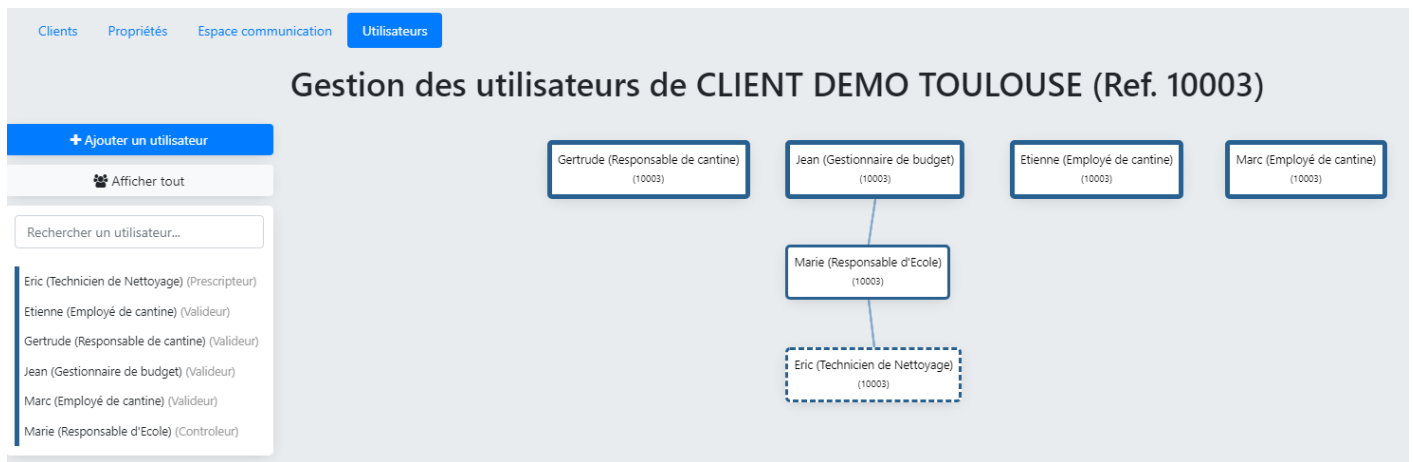 Clients Propriétés Espace communication Utilisateurs
Gestion des utilisateurs de CLIENT DEMO TOULOUSE (Ref. 10003)
Ajouter un utilisateur
Afficher tout
Rechercher un utilisateur...
Eric (Technicien de Nettoyage) (Prescripteur)
Etienne (Employé de cantine) (Valideur)
Gertrude (Responsable de cantine) (Valideur)
Jean (Gestionnaire de budget) (Valideur)
Marc (Employé de cantine) (Valideur)
Marie (Responsable d'Ecole) (Controleur)
Gertrude (Responsable de cantine)
(10003)
Jean (Gestionnaire de budget)
(10003)
Etienne (Employé de cantine)
(10003)
Marc (Employé de cantine)
(10003)
Marie (Responsable d'Ecole)
(10003)
Eric (Technicien de Nettoyage)
(10003)